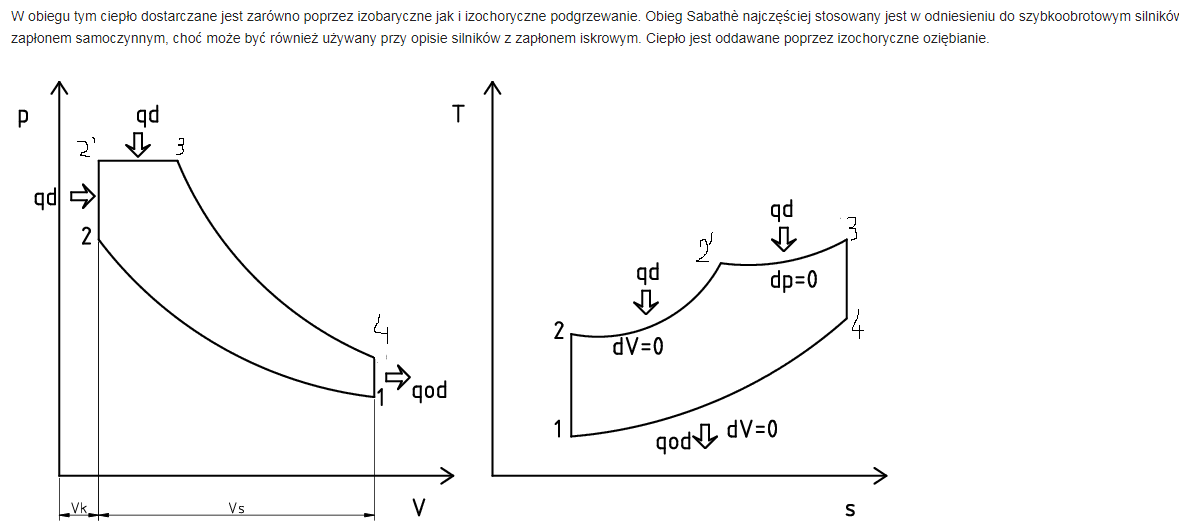 W obiegu tym ciepło dostarczane jest zarówno poprzez izobaryczne jak i izochoryczne podgrzewanie. Obieg Sabathè najczęściej stosowany jest w odniesieniu do szybkoobrotowym silników
zapłonem samoczynnym, choć może być również używany przy opisie silników z zapłonem iskrowym. Ciepło jest oddawane poprzez izochoryczne oziębianie.
p
qd
2'
3
qd
2
4
1
qod
Vk
Vs
V
T
qd
3
2'
qd
dp=0
2
dV=0
4
1
qod
dV=0
s